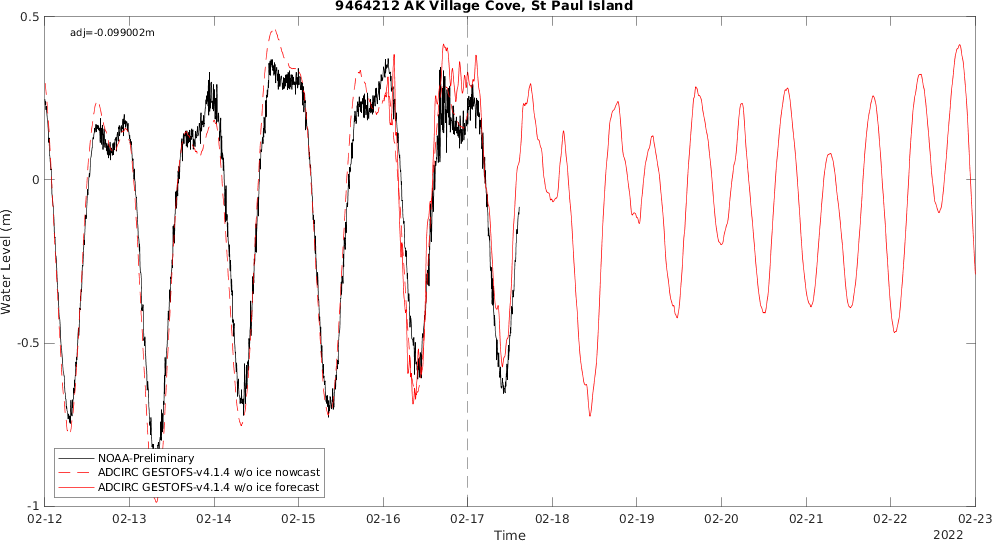 9464212 AK Village Cove, St Paul Island
adj=-0.099002m
0.5
0
-0.5
-1
Water Level (m)
NOAA-Preliminary
ADCIRC GESTOFS-v4.1.4 w/o ice nowcast
ADCIRC GESTOFS-v4.1.4 w/o ice forecast
02-12 02-13 02-14 02-15 02-16 02-17 02-18 02-19 02-20 02-21 02-22 02-23
Time
2022